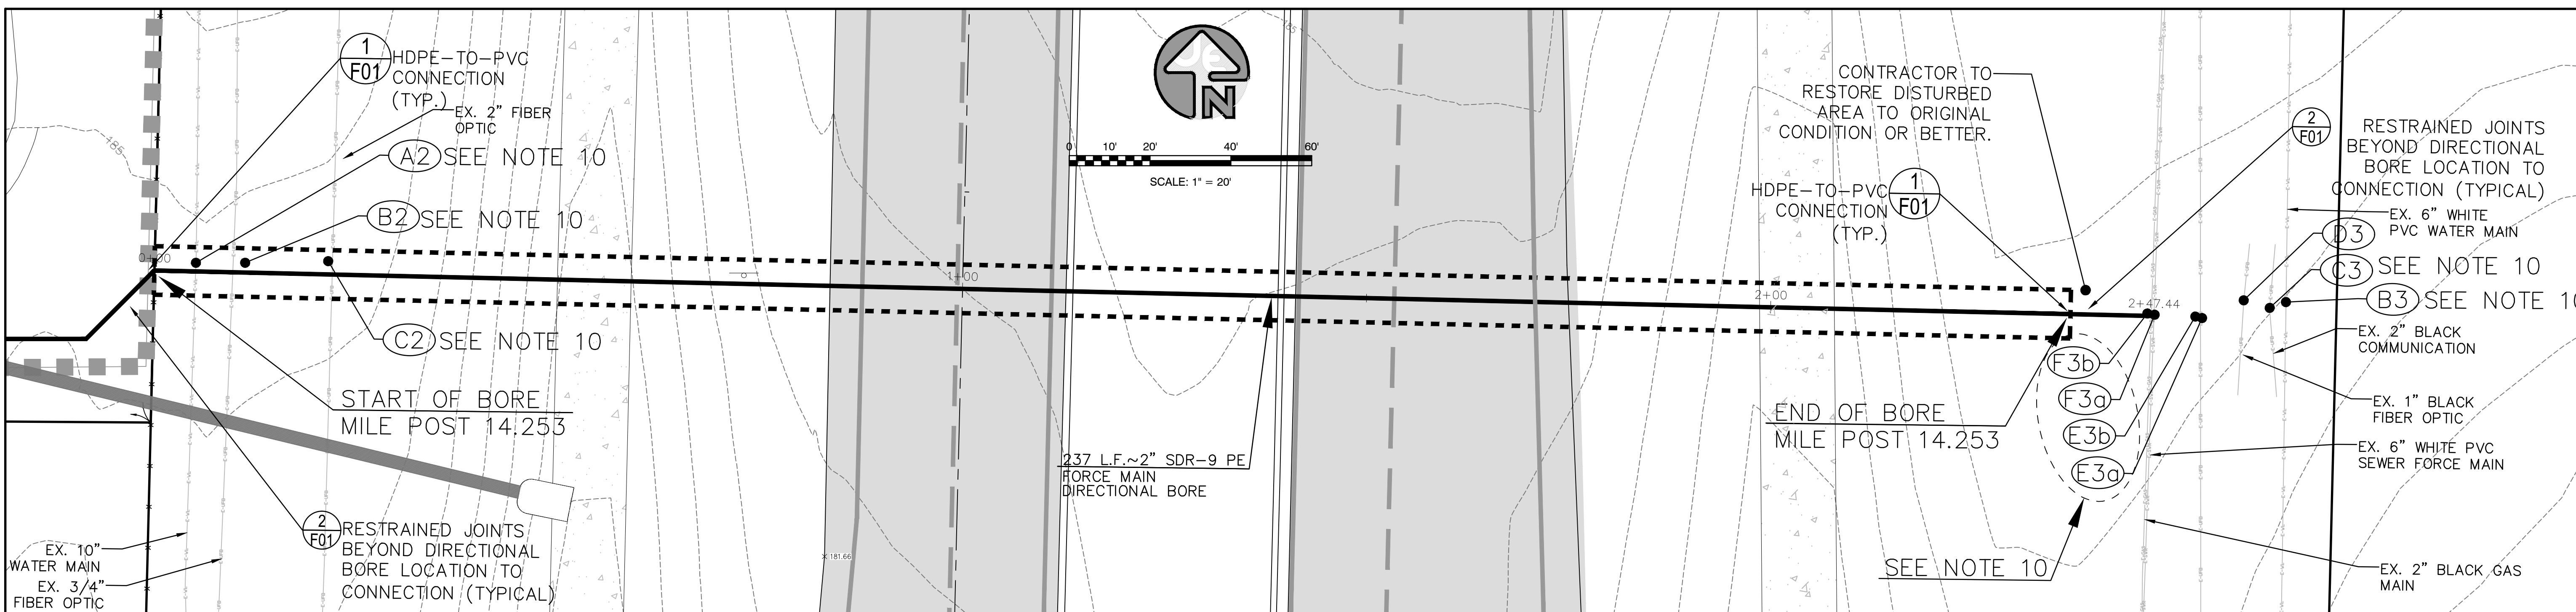 1
F01
HDPE-TO-PVC
CONNECTION
(TYP.)
EX. 2" FIBER
OPTIC
A2 SEE NOTE 10
B2 SEE NOTE 10
C2 SEE NOTE 10
485
0+00
START OF BORE
MILE POST 14.253
2
F01
RESTRAINED JOINTS
BEYOND DIRECTIONAL
BORE LOCATION TO
CONNECTION (TYPICAL)
EX. 10"
WATER MAIN
EX. 3/4"
FIBER OPTIC
181.66
1+00
N
0 10' 20' 40' 60'
SCALE: 1" = 20'
237 L.F.~2" SDR-9 PE
FORCE MAIN
DIRECTIONAL BORE
CONTRACTOR TO
RESTORE DISTURBED
AREA TO ORIGINAL
CONDITION OR BETTER.
HDPE-TO-PVC
CONNECTION
(TYP.)
1
F01
2+00
2+47.44
END OF BORE
MILE POST 14.253
F3b
F3a
E3b
E3a
SEE NOTE 10
2
F01
RESTRAINED JOINTS
BEYOND DIRECTIONAL
BORE LOCATION TO
CONNECTION (TYPICAL)
EX. 6" WHITE
PVC WATER MAIN
D3
C3 SEE NOTE 10
B3 SEE NOTE 10
EX. 2" BLACK
COMMUNICATION
EX. 1" BLACK
FIBER OPTIC
EX. 6" WHITE PVC
SEWER FORCE MAIN
EX. 2" BLACK GAS
MAIN